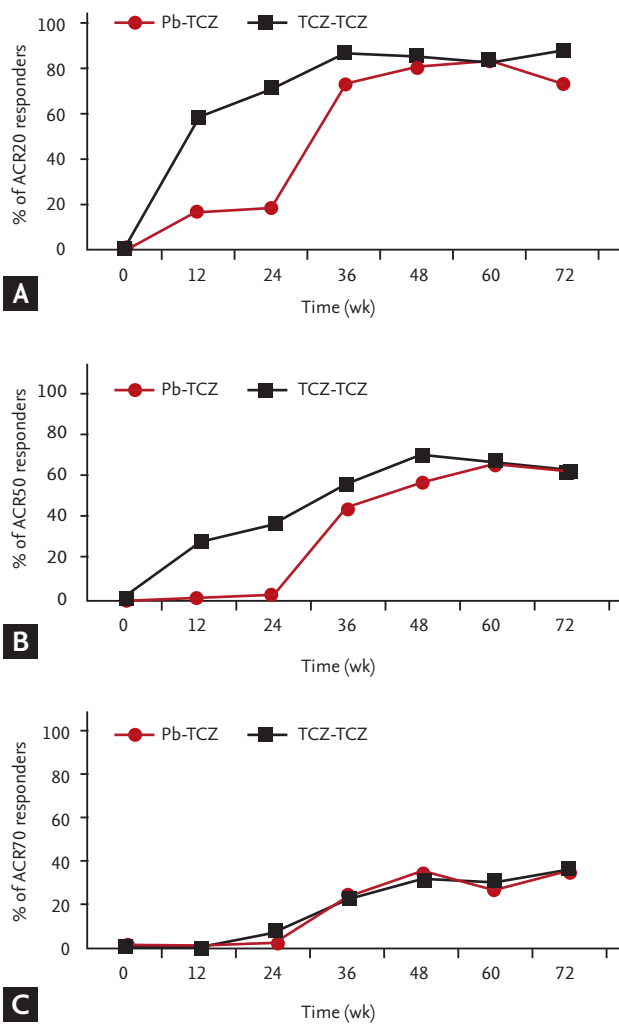 % of ACR20 responders
100
80
60
40
20
0
Pb-TCZ TCZ-TCZ
0 12 24 36 48 60 72
Time (wk)
A
% of ACR50 responders
100
80
60
40
20
0
Pb-TCZ TCZ-TCZ
0 12 24 36 48 60 72
Time (wk)
B
% of ACR70 responders
100
80
60
40
20
0
Pb-TCZ TCZ-TCZ
0 12 24 36 48 60 72
Time (wk)
C